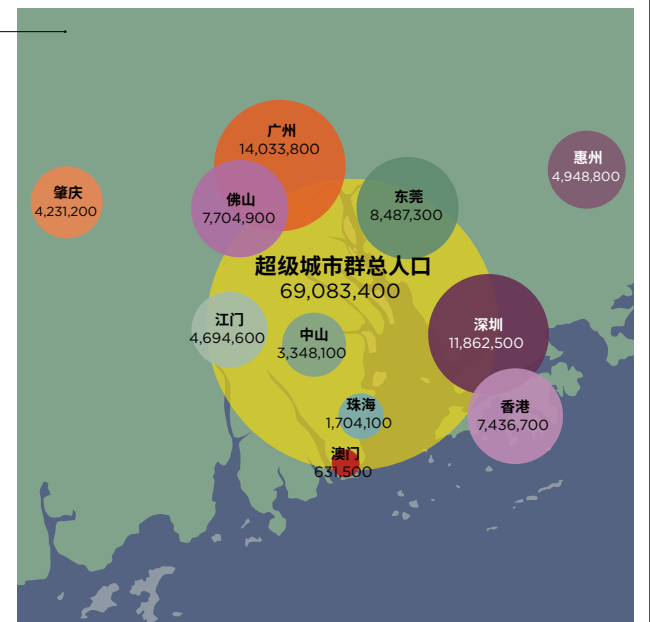 广州
14,033,800
惠州
4,948,800
肇庆
4,231,200
佛山
7,704,900
东莞
8,487,300
超级城市群总人口
69,083,400
江门
4,694,600
中山
3,348,100
深圳
11,862,500
珠海
1,704,100
香港
7,436,700
澳门
631,500